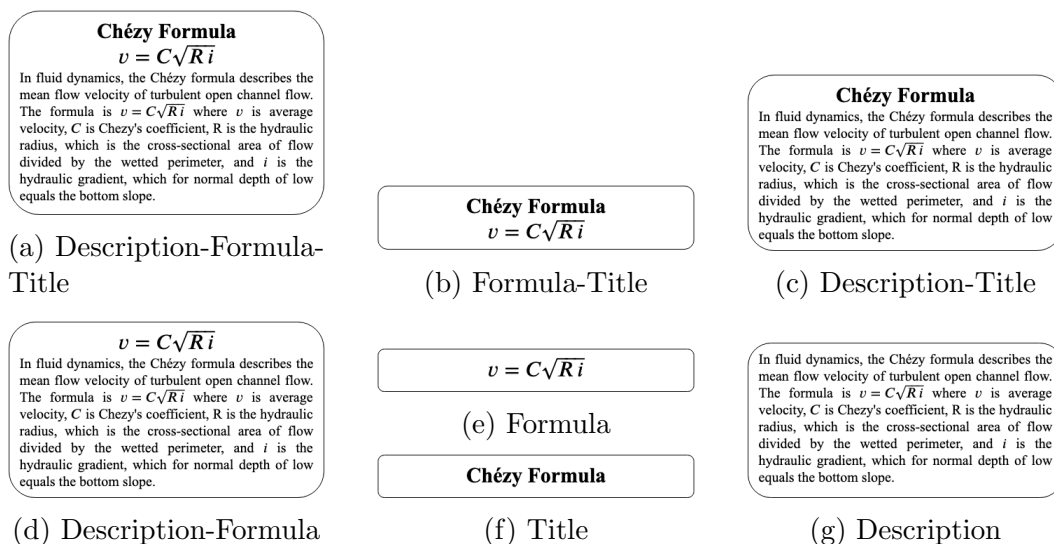 Chézy Formula
v = C√R i
In fluid dynamics, the Chézy formula describes the
mean flow velocity of turbulent open channel flow.
The formula is v = C√R i where v is average
velocity, C is Chezy's coefficient, R is the hydraulic
radius, which is the cross-sectional area of flow
divided by the wetted perimeter, and i is the
hydraulic gradient, which for normal depth of low
equals the bottom slope.
(a) Description-Formula-
Title
Chézy Formula
v = C√R i
(b) Formula-Title
Chézy Formula
In fluid dynamics, the Chézy formula describes the
mean flow velocity of turbulent open channel flow.
The formula is v = C√R i where v is average
velocity, C is Chezy's coefficient, R is the hydraulic
radius, which is the cross-sectional area of flow
divided by the wetted perimeter, and i is the
hydraulic gradient, which for normal depth of low
equals the bottom slope.
(c) Description-Title
v = C√R i
In fluid dynamics, the Chézy formula describes the
mean flow velocity of turbulent open channel flow.
The formula is v = C√R i where v is average
velocity, C is Chezy's coefficient, R is the hydraulic
radius, which is the cross-sectional area of flow
divided by the wetted perimeter, and i is the
hydraulic gradient, which for normal depth of low
equals the bottom slope.
(d) Description-Formula
v = C√R i
(e) Formula
Chézy Formula
(f) Title
In fluid dynamics, the Chézy formula describes the
mean flow velocity of turbulent open channel flow.
The formula is v = C√R i where v is average
velocity, C is Chezy's coefficient, R is the hydraulic
radius, which is the cross-sectional area of flow
divided by the wetted perimeter, and i is the
hydraulic gradient, which for normal depth of low
equals the bottom slope.
(g) Description